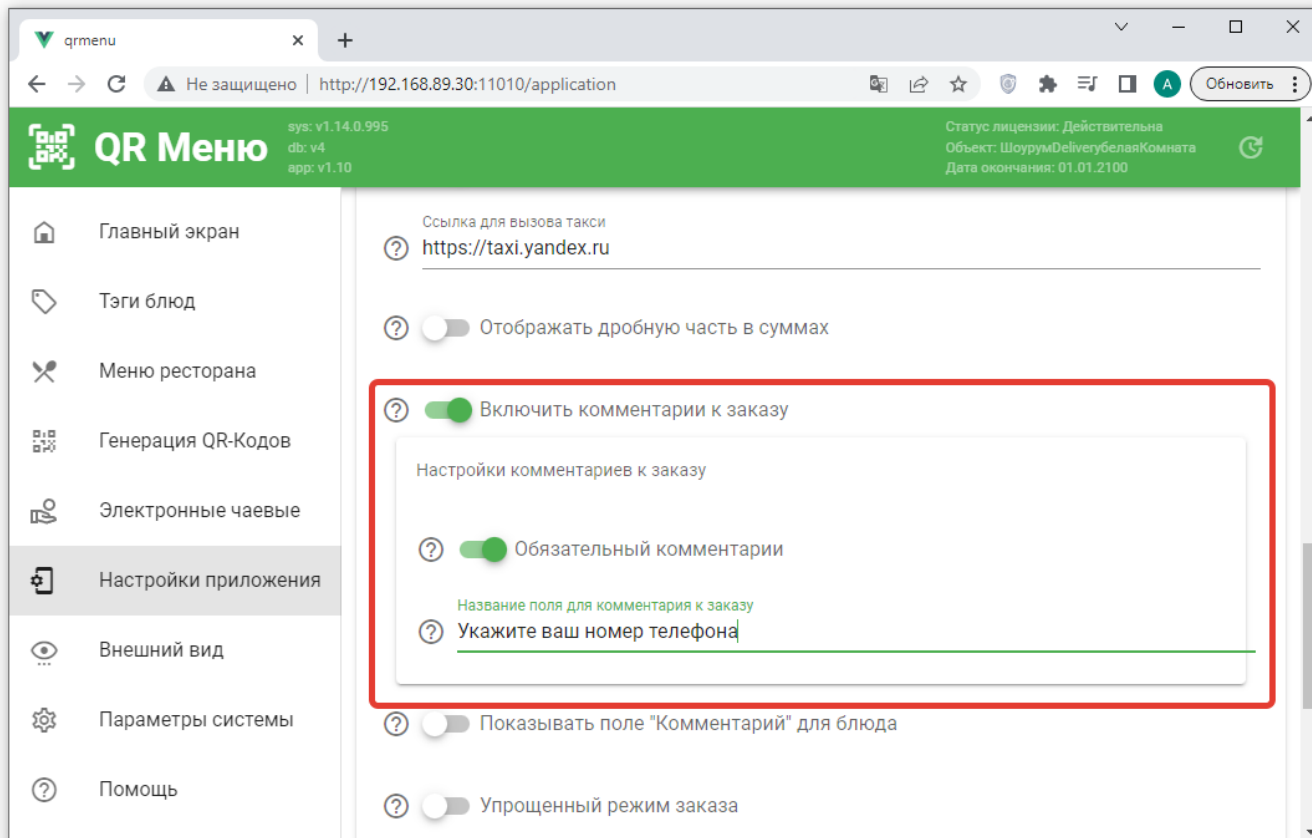 qrmenu
Не защищено
http://192.168.89.30:11010/application
A
Обновить
QR Меню
sys: v1.14.0.995
db: v4
app: v1.10
Статус лицензии: Действительна
Объект: ШоурумDeliveryбелаяКомната
Дата окончания: 01.01.2100
Главный экран
Тэги блюд
Меню ресторана
Генерация QR-Кодов
Электронные чаевые
Настройки приложения
Внешний вид
Параметры системы
Помощь
Ссылка для вызова такси
https://taxi.yandex.ru
Отображать дробную часть в суммах
Включить комментарии к заказу
Настройки комментариев к заказу
Обязательный комментарии
Название поля для комментария к заказу
Укажите ваш номер телефона
Показывать поле "Комментарий" для блюда
Упрощенный режим заказа